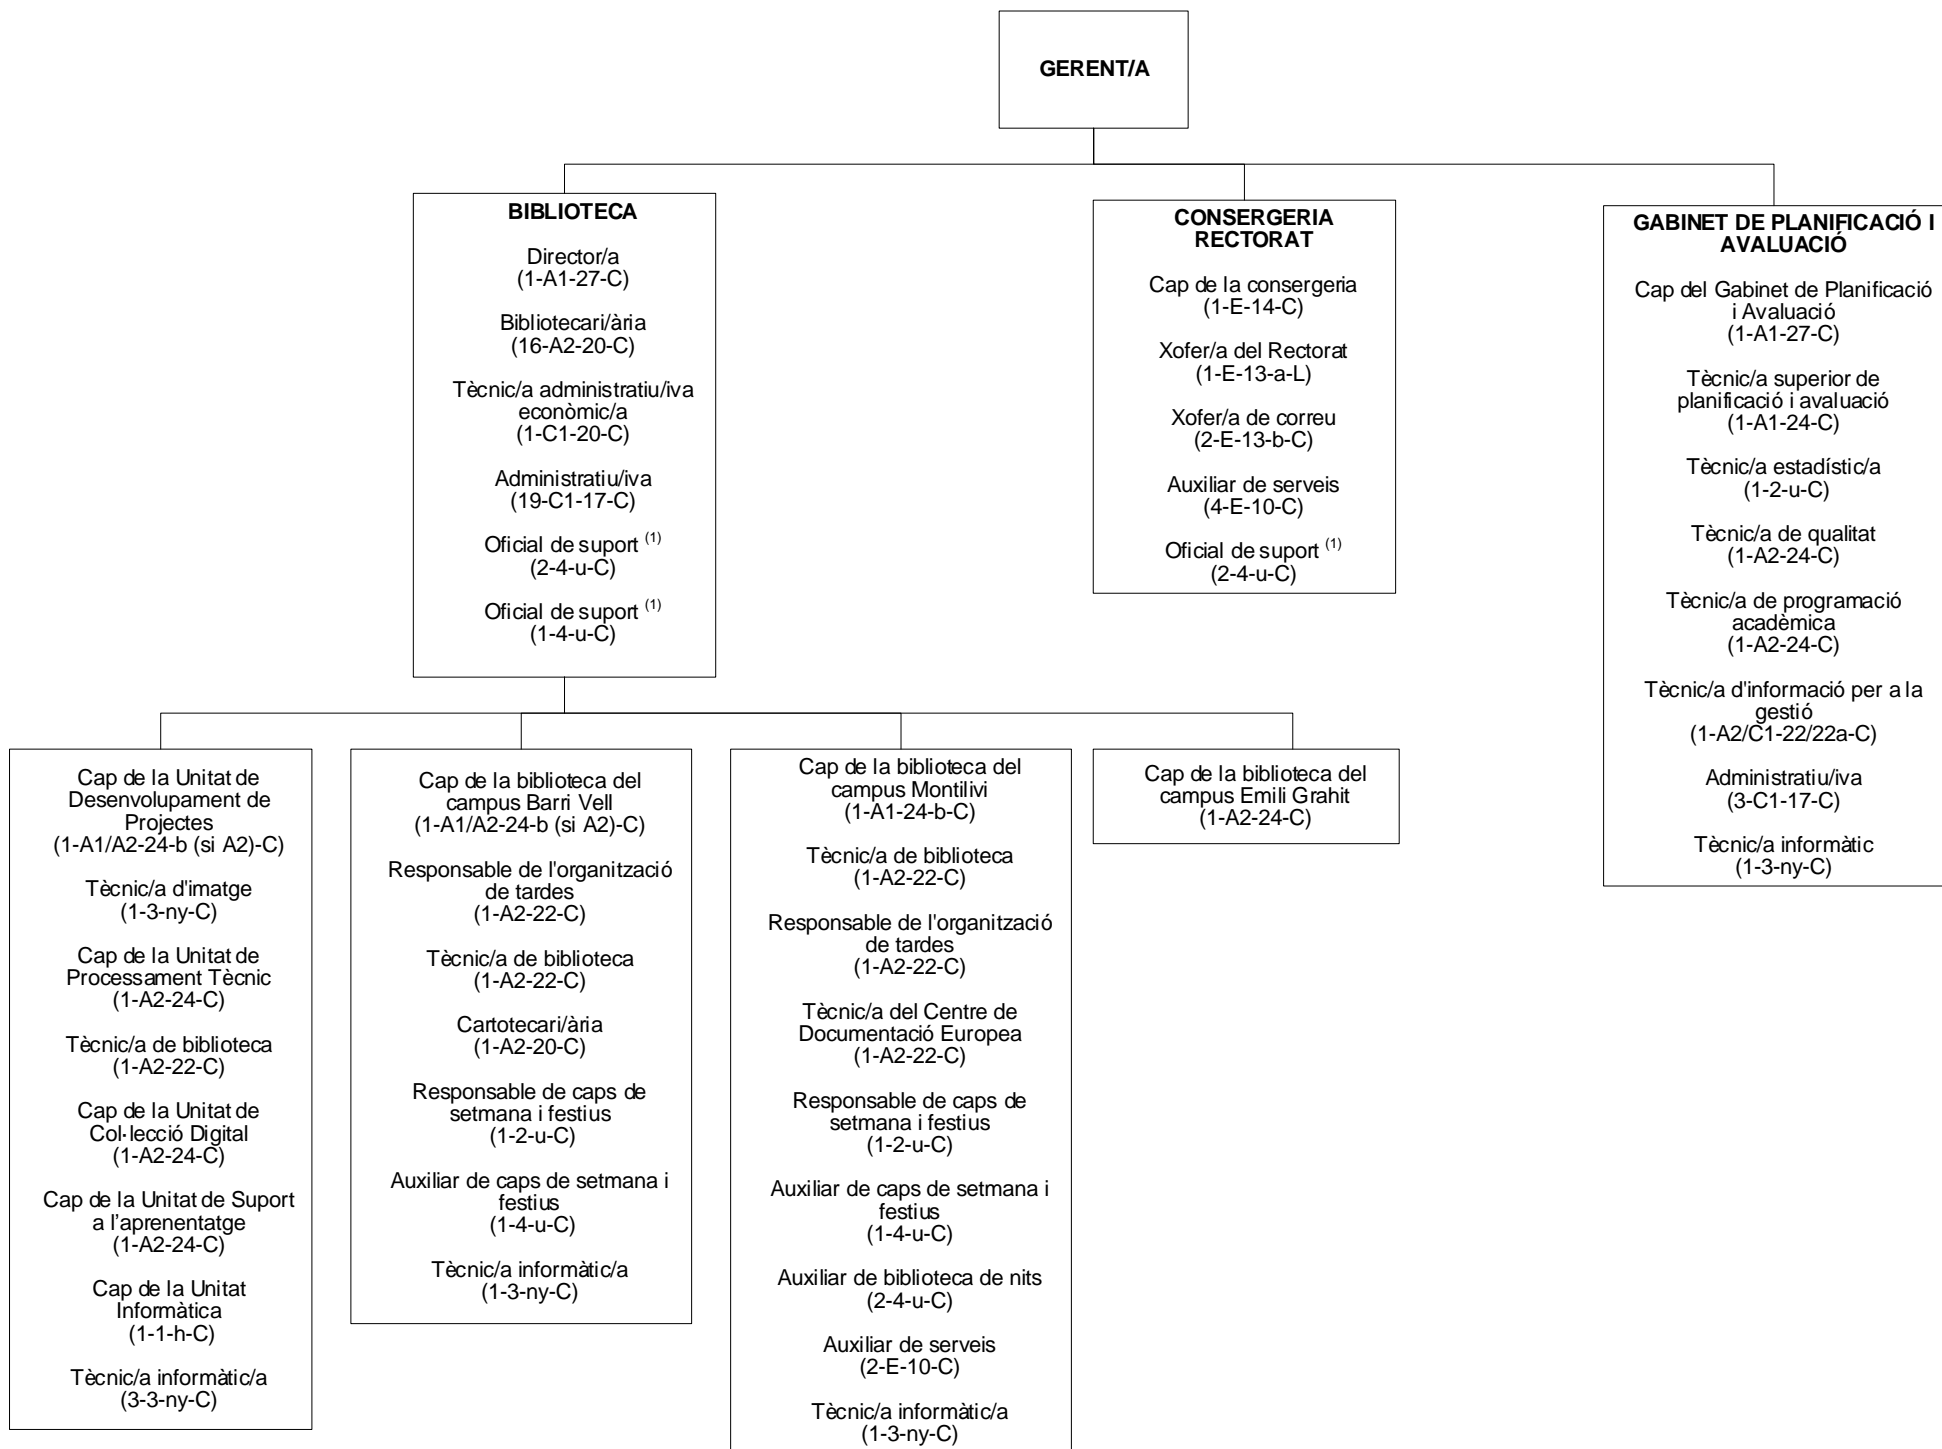 GERENT/A
BIBLIOTECA
Director/a
(1-A1-27-C)
Bibliotecari/ària
(16-A2-20-C)
Tècnic/a administratiu/iva
econòmic/a
(1-C1-20-C)
Administratiu/iva
(19-C1-17-C)
Oficial de suport (1)
(2-4-u-C)
Oficial de suport (1)
(1-4-u-C)
CONSERGERIA
RECTORAT
Cap de la consergeria
(1-E-14-C)
Xofer/a del Rectorat
(1-E-13-a-L)
Xofer/a de correu
(2-E-13-b-C)
Auxiliar de serveis
(4-E-10-C)
Oficial de suport (1)
(2-4-u-C)
GABINET DE PLANIFICACIÓ I
AVALUACIÓ
Cap del Gabinet de Planificació
i Avaluació
(1-A1-27-C)
Tècnic/a superior de
planificació i avaluació
(1-A1-24-C)
Tècnic/a estadístic/a
(1-2-u-C)
Tècnic/a de qualitat
(1-A2-24-C)
Tècnic/a de programació
acadèmica
(1-A2-24-C)
Tècnic/a d'informació per a la
gestió
(1-A2/C1-22/22a-C)
Administratiu/iva
(3-C1-17-C)
Tècnic/a informàtic
(1-3-ny-C)
Cap de la Unitat de
Desenvolupament de
Projectes
(1-A1/A2-24-b (si A2)-C)
Tècnic/a d'imatge
(1-3-ny-C)
Cap de la Unitat de
Processament Tècnic
(1-A2-24-C)
Tècnic/a de biblioteca
(1-A2-22-C)
Cap de la Unitat de
Col·lecció Digital
(1-A2-24-C)
Cap de la Unitat de Suport
a l’aprenentatge
(1-A2-24-C)
Cap de la Unitat
Informàtica
(1-1-h-C)
Tècnic/a informàtic/a
(3-3-ny-C)
Cap de la biblioteca del
campus Barri Vell
(1-A1/A2-24-b (si A2)-C)
Responsable de l'organització
de tardes
(1-A2-22-C)
Tècnic/a de biblioteca
(1-A2-22-C)
Cartotecari/ària
(1-A2-20-C)
Responsable de caps de
setmana i festius
(1-2-u-C)
Auxiliar de caps de setmana i
festius
(1-4-u-C)
Tècnic/a informàtic/a
(1-3-ny-C)
Cap de la biblioteca del
campus Montilivi
(1-A1-24-b-C)
Tècnic/a de biblioteca
(1-A2-22-C)
Responsable de l'organització
de tardes
(1-A2-22-C)
Tècnic/a del Centre de
Documentació Europea
(1-A2-22-C)
Responsable de caps de
setmana i festius
(1-2-u-C)
Auxiliar de caps de setmana i
festius
(1-4-u-C)
Auxiliar de biblioteca de nits
(2-4-u-C)
Auxiliar de serveis
(2-E-10-C)
Tècnic/a informàtic/a
(1-3-ny-C)
Cap de la biblioteca del
campus Emili Grahit
(1-A2-24-C)